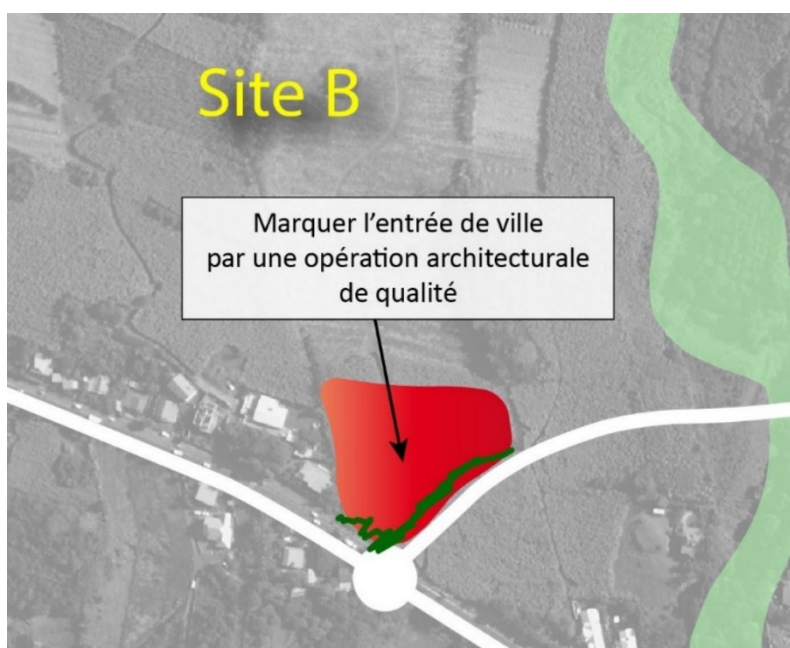 Site B
Marquer l’entrée de ville
par une opération architecturale
de qualité